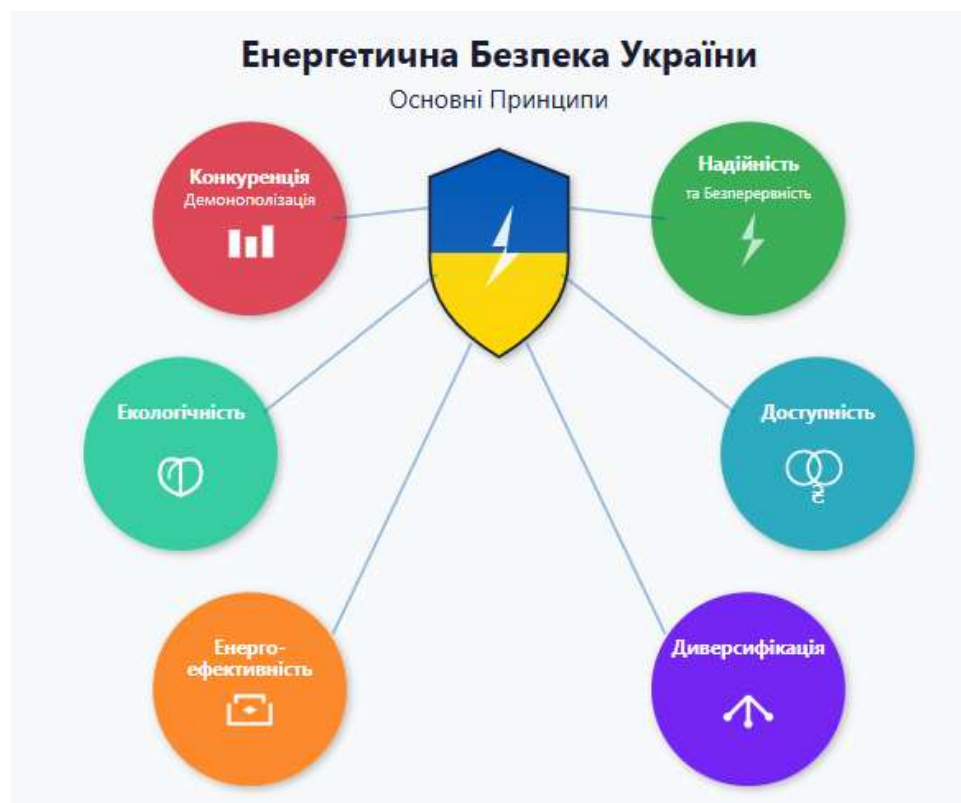 Енергетична Безпека України
Основні Принципи
Конкуренція
Демонополізація
Надійність
та Безперервність
Екологічність
Доступність
₴
Енерго-
ефективність
Диверсифікація